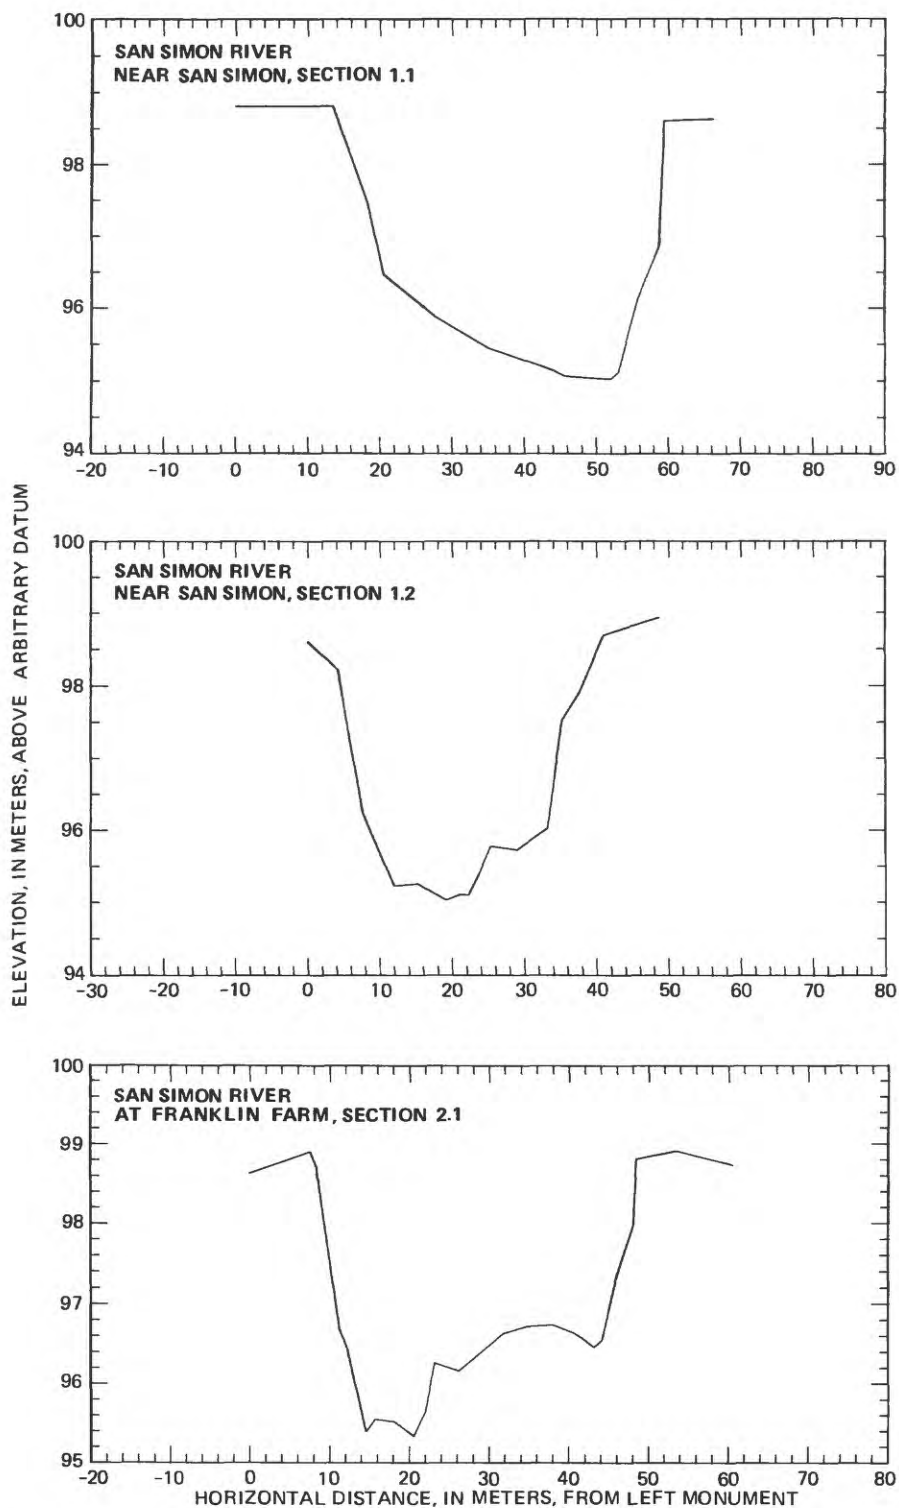 100
SAN SIMON RIVER
NEAR SAN SIMON, SECTION 1.1
98
96
94
-20 -10 0 10 20 30 40 50 60 70 80 90
ELEVATION, IN METERS, ABOVE ARBITRARY DATUM
100
SAN SIMON RIVER
NEAR SAN SIMON, SECTION 1.2
98
96
94
-30 -20 -10 0 10 20 30 40 50 60 70 80
100
SAN SIMON RIVER
AT FRANKLIN FARM, SECTION 2.1
99
98
97
96
95
-20 -10 0 10 20 30 40 50 60 70 80
HORIZONTAL DISTANCE, IN METERS, FROM LEFT MONUMENT